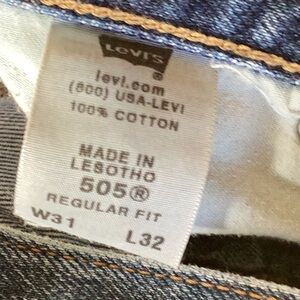 LEVI'S
levi.com
(800) USA-LEVI
100% COTTON
MADE IN
LESOTHO
505®
REGULAR FIT
W31 L32